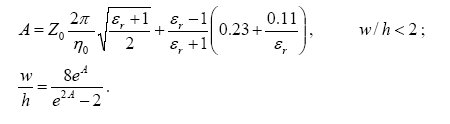 A = Z₀ 2π/η₀ √((εᵣ+1)/2) + (εᵣ−1)/(εᵣ+1) (0.23 + 0.11/εᵣ), w/h < 2;
w/h = 8e^A/(e^(2A) − 2).